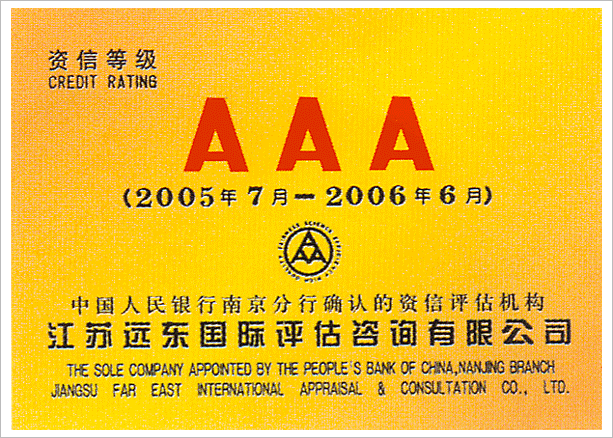 资信等级
CREDIT RATING
AAA
(2005年7月—2006年6月)
中国人民银行南京分行确认的资信评估机构
江苏远东国际评估咨询有限公司
THE SOLE COMPANY APPOINTED BY THE PEOPLE'S BANK OF CHINA,NANJING BRANCH
JIANGSU FAR EAST INTERNATIONAL APPRAISAL & CONSULTATION CO., LTD.